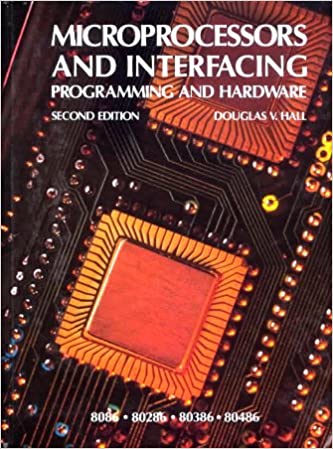 MICROPROCESSORS
AND INTERFACING
PROGRAMMING AND HARDWARE
SECOND EDITION DOUGLAS V. HALL
8086 • 80286 • 80386 • 80486